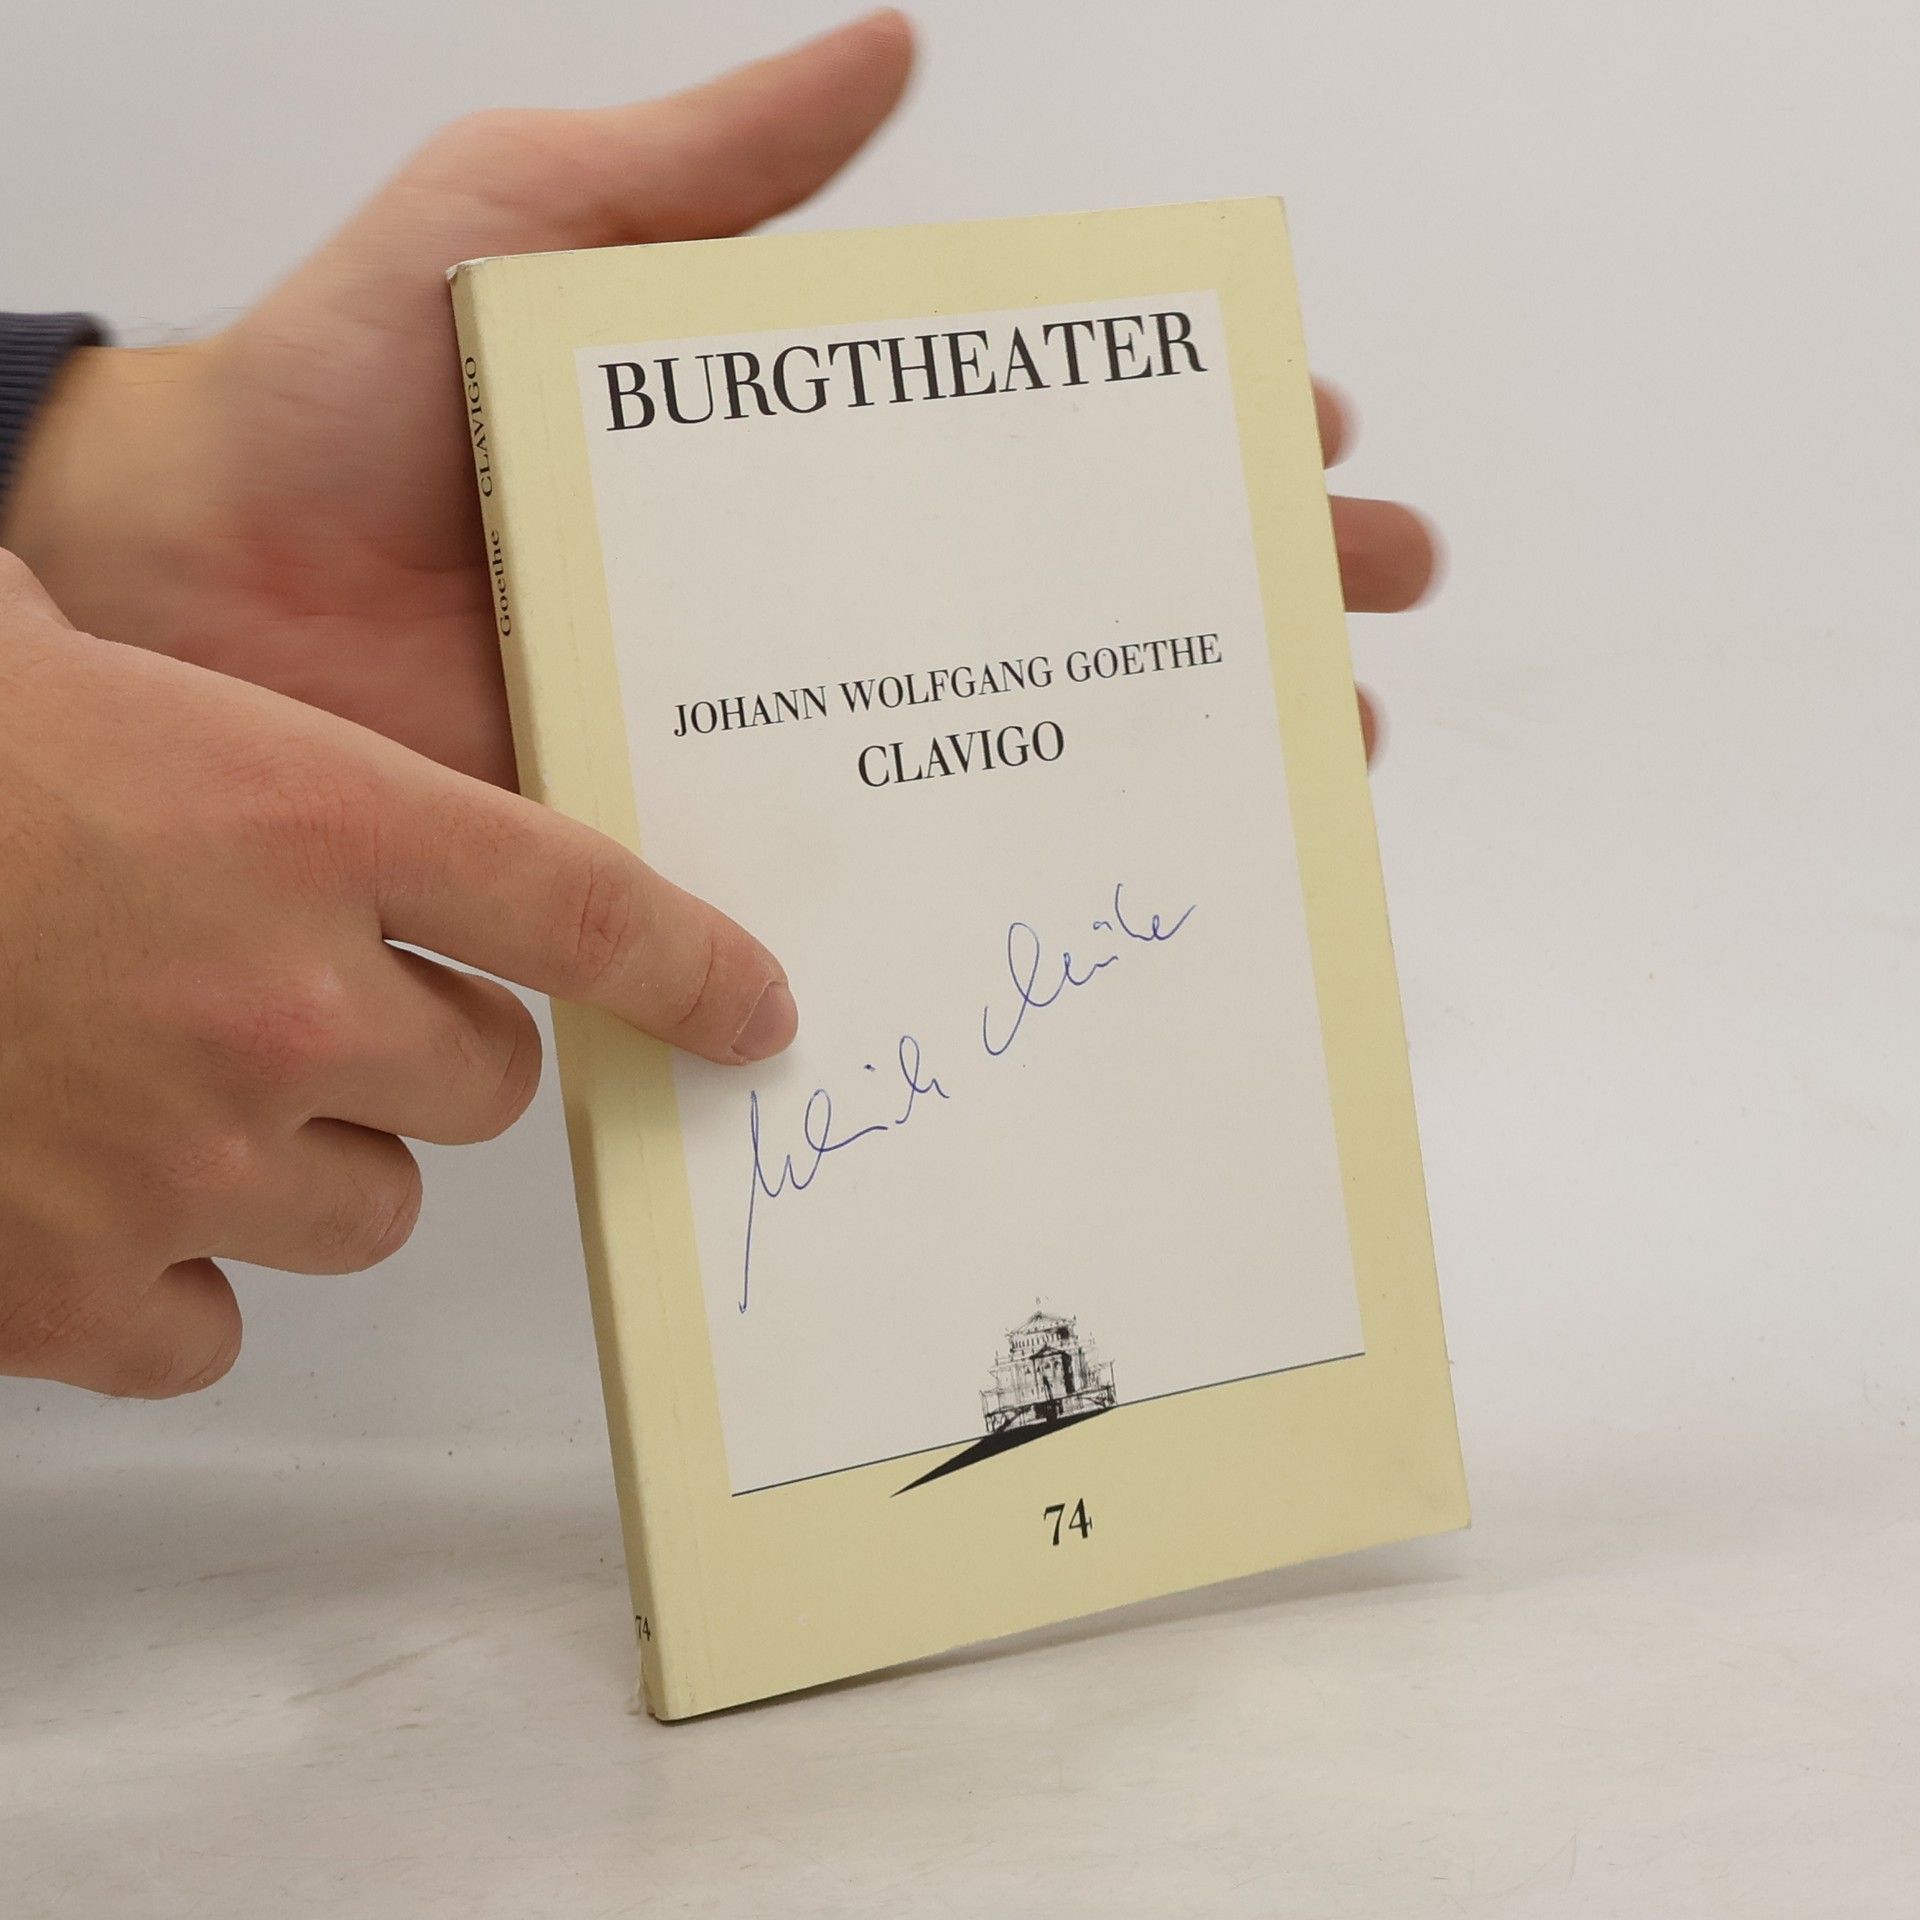 BURGTHEATER
JOHANN WOLFGANG GOETHE
CLAVIGO
74
Goethe CLAVIGO
74